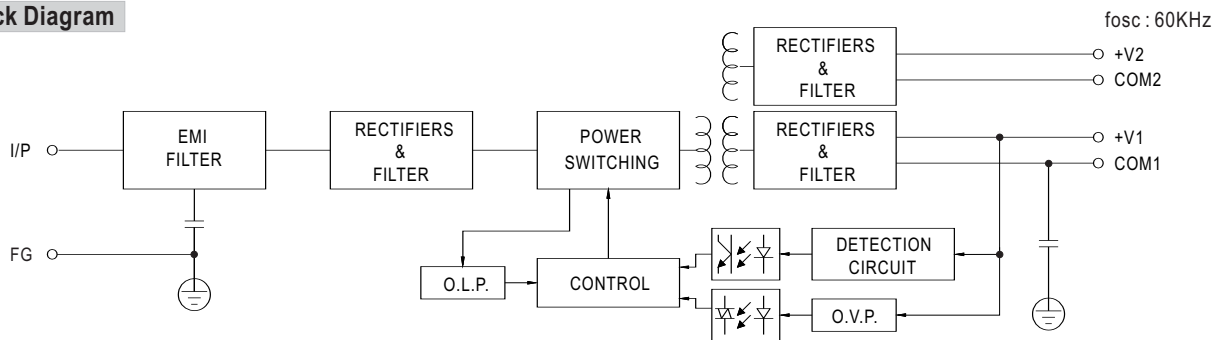 ck Diagram
fosc : 60KHz
RECTIFIERS
&
FILTER
+V2
COM2
I/P
EMI
FILTER
RECTIFIERS
&
FILTER
POWER
SWITCHING
RECTIFIERS
&
FILTER
+V1
COM1
FG
O.L.P.
CONTROL
DETECTION
CIRCUIT
O.V.P.